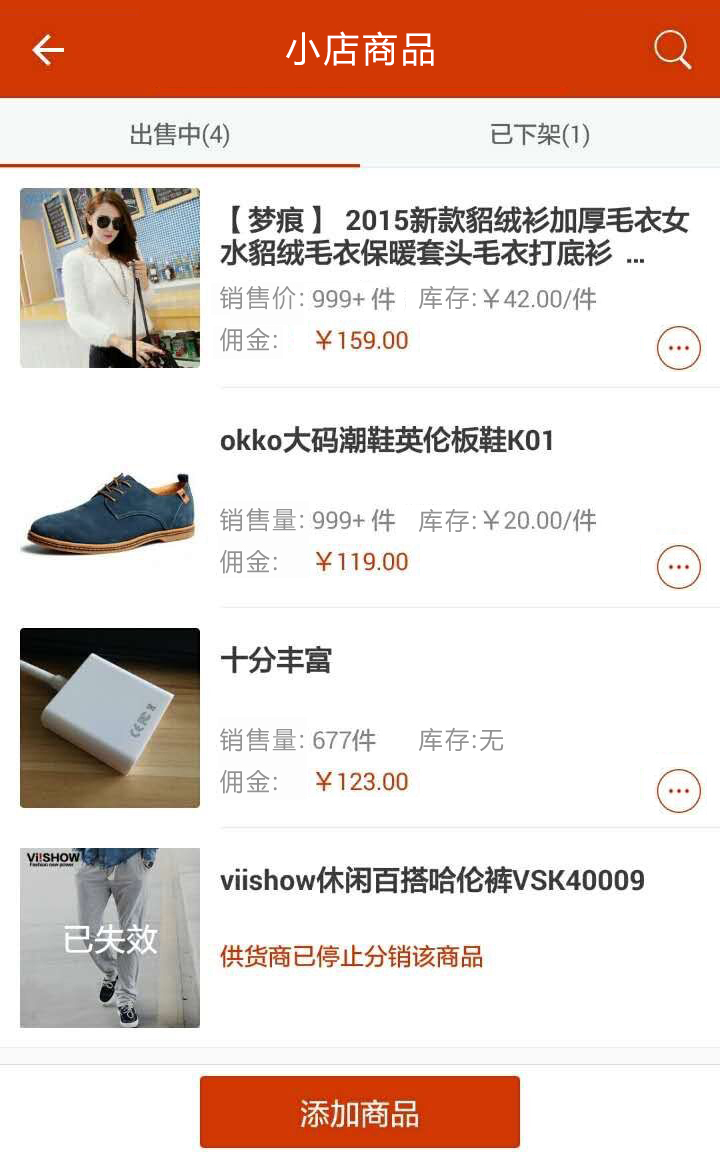 小店商品
出售中(4)
已下架(1)
【 梦痕 】 2015新款貂绒衫加厚毛衣女
水貂绒毛衣保暖套头毛衣打底衫 ...
销售价: 999+ 件 库存:￥42.00/件
佣金: ￥159.00
okko大码潮鞋英伦板鞋K01
销售量: 999+ 件 库存:￥20.00/件
佣金: ￥119.00
十分丰富
销售量: 677件 库存:无
佣金: ￥123.00
Vi!SHOW
Fashion new power
已失效
viishow休闲百搭哈伦裤VSK40009
供货商已停止分销该商品
添加商品